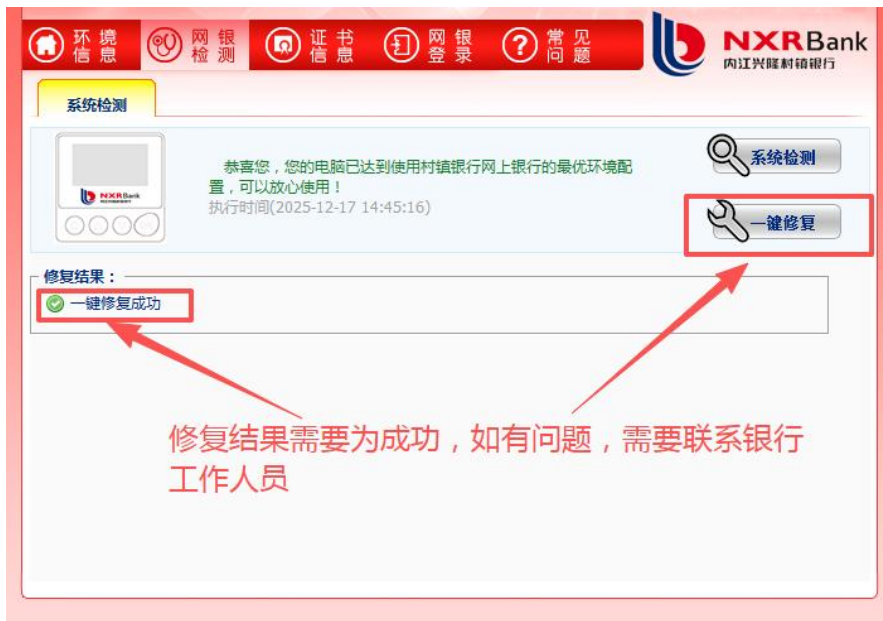 环境信息
网银检测
证书信息
网银登录
常见问题
NXRBank
内江兴隆村镇银行
系统检测
恭喜您，您的电脑已达到使用村镇银行网上银行的最优环境配
置，可以放心使用！
执行时间(2025-12-17 14:45:16)
NXRBank
系统检测
一键修复
修复结果：
一键修复成功
修复结果需要为成功，如有问题，需要联系银行
工作人员